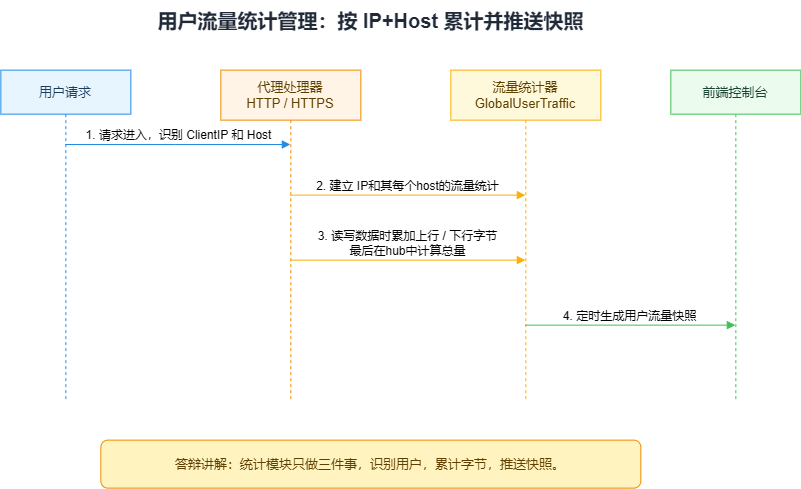 用户流量统计管理：按 IP+Host 累计并推送快照
用户请求
代理处理器
HTTP / HTTPS
流量统计器
GlobalUserTraffic
前端控制台
1. 请求进入，识别 ClientIP 和 Host
2. 建立 IP和其每个host的流量统计
3. 读写数据时累加上行 / 下行字节
最后在hub中计算总量
4. 定时生成用户流量快照
答辩讲解：统计模块只做三件事，识别用户，累计字节，推送快照。